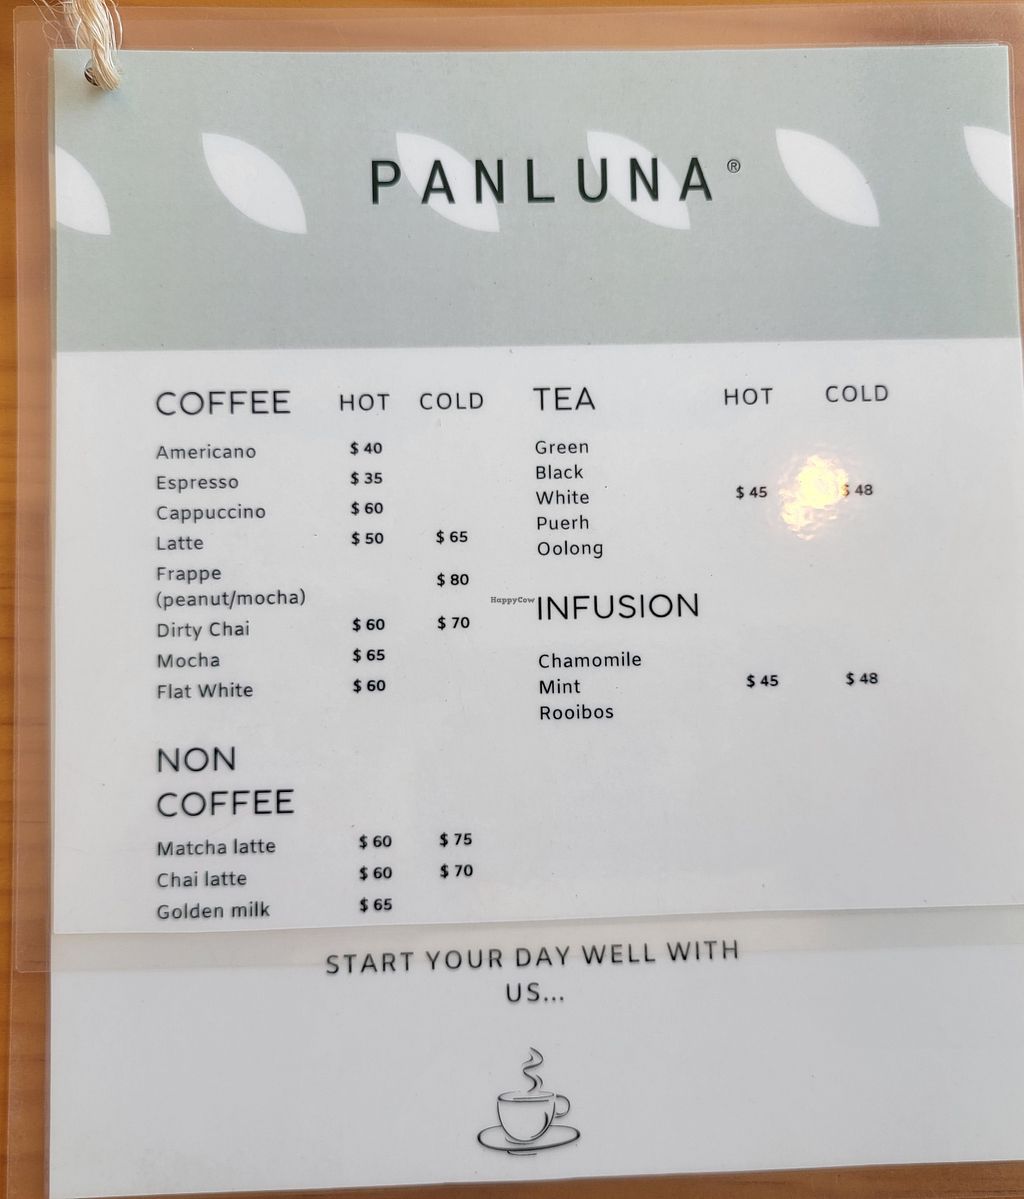 PANLUNA®
COFFEE HOT COLD
Americano $ 40
Espresso $ 35
Cappuccino $ 60
Latte $ 50 $ 65
Frappe
(peanut/mocha) $ 80
Dirty Chai $ 60 $ 70
Mocha $ 65
Flat White $ 60
NON
COFFEE
Matcha latte $ 60 $ 75
Chai latte $ 60 $ 70
Golden milk $ 65
TEA HOT COLD
Green
Black
White $ 45 $ 48
Puerh
Oolong
HappyCow
INFUSION
Chamomile
Mint $ 45 $ 48
Rooibos
START YOUR DAY WELL WITH
US...